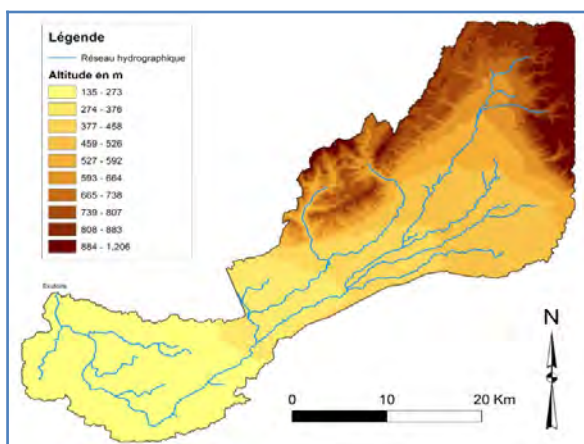 Légende
Réseau hydrographique
Altitude en m
135 - 273
274 - 376
377 - 458
459 - 526
527 - 592
593 - 664
665 - 738
739 - 807
808 - 883
884 - 1,206
Exutoire
N
0 10 20 Km